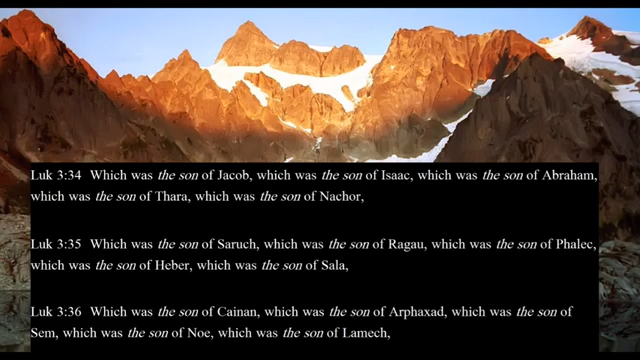 Luk 3:34 Which was the son of Jacob, which was the son of Isaac, which was the son of Abraham,
which was the son of Thara, which was the son of Nachor,
Luk 3:35 Which was the son of Saruch, which was the son of Ragau, which was the son of Phalec,
which was the son of Heber, which was the son of Sala,
Luk 3:36 Which was the son of Cainan, which was the son of Arphaxad, which was the son of
Sem, which was the son of Noe, which was the son of Lamech,